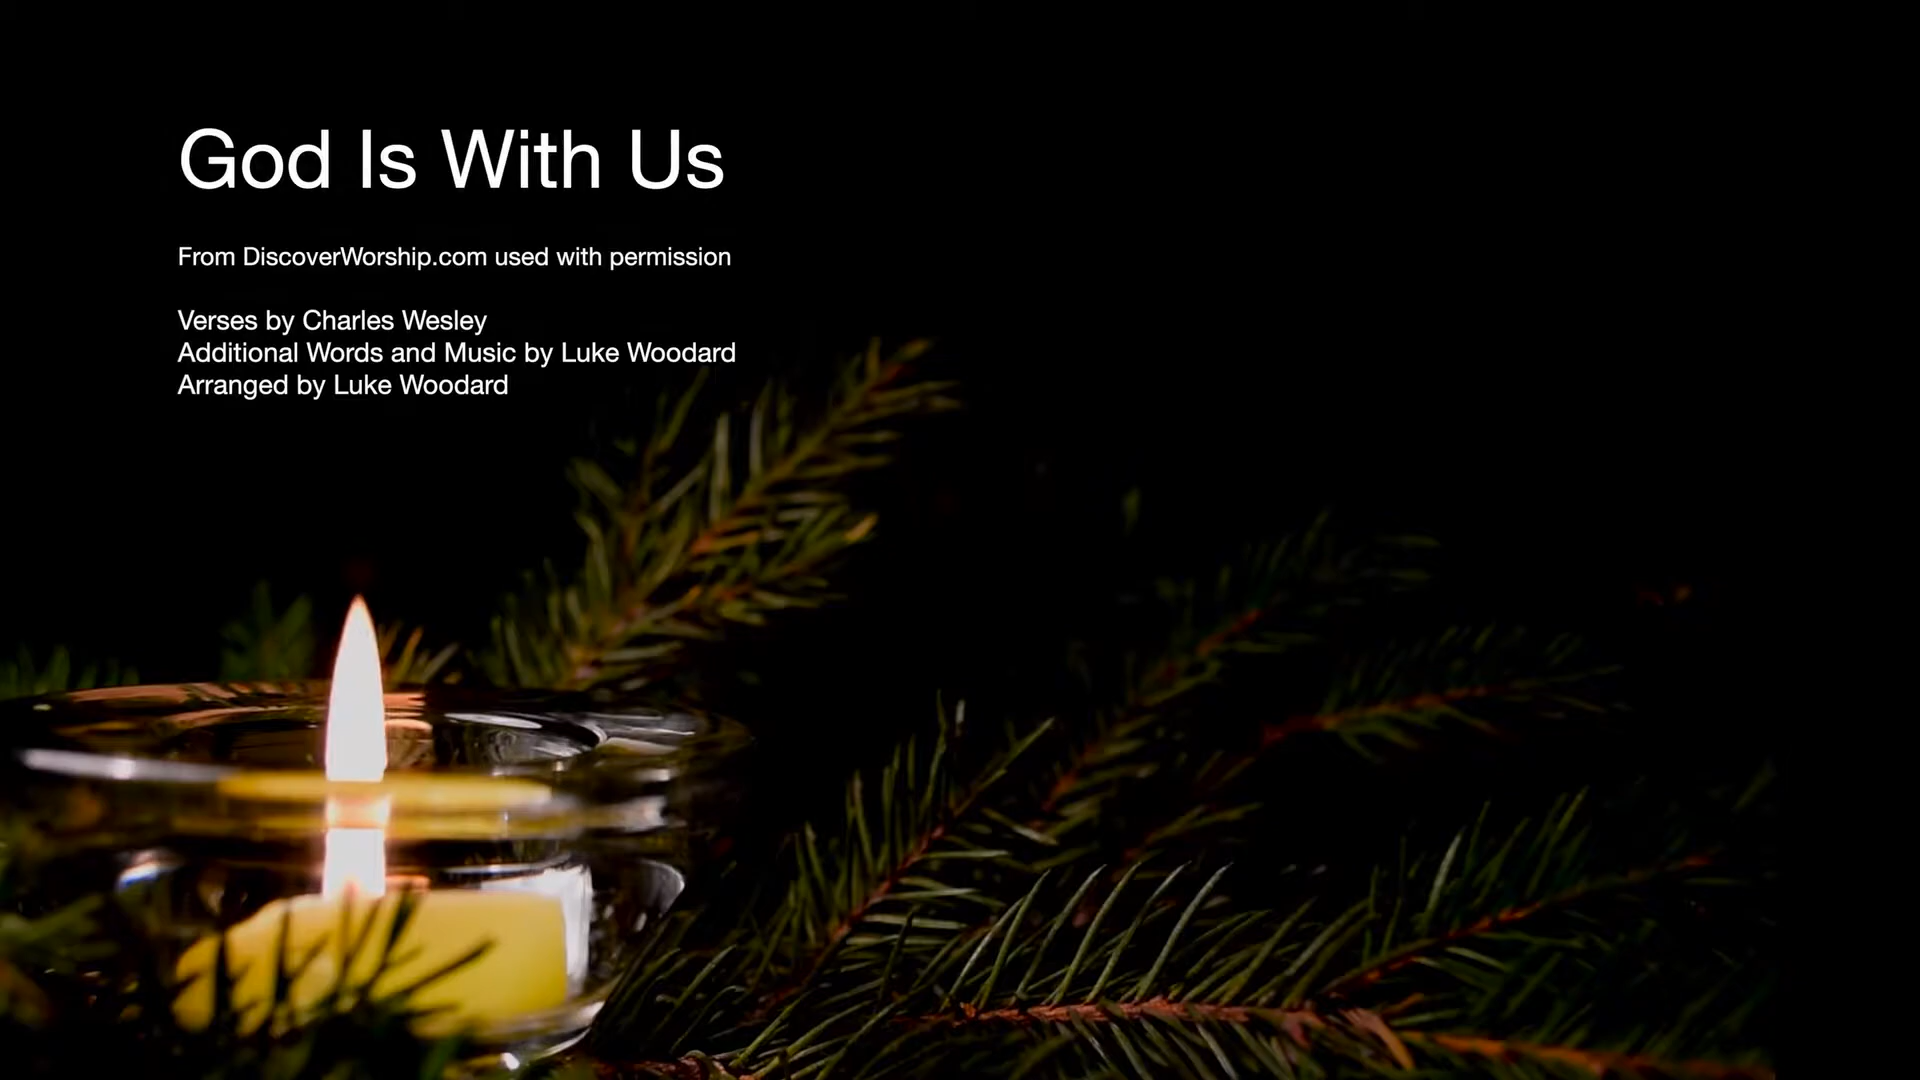 God Is With Us
From DiscoverWorship.com used with permission
Verses by Charles Wesley
Additional Words and Music by Luke Woodard
Arranged by Luke Woodard